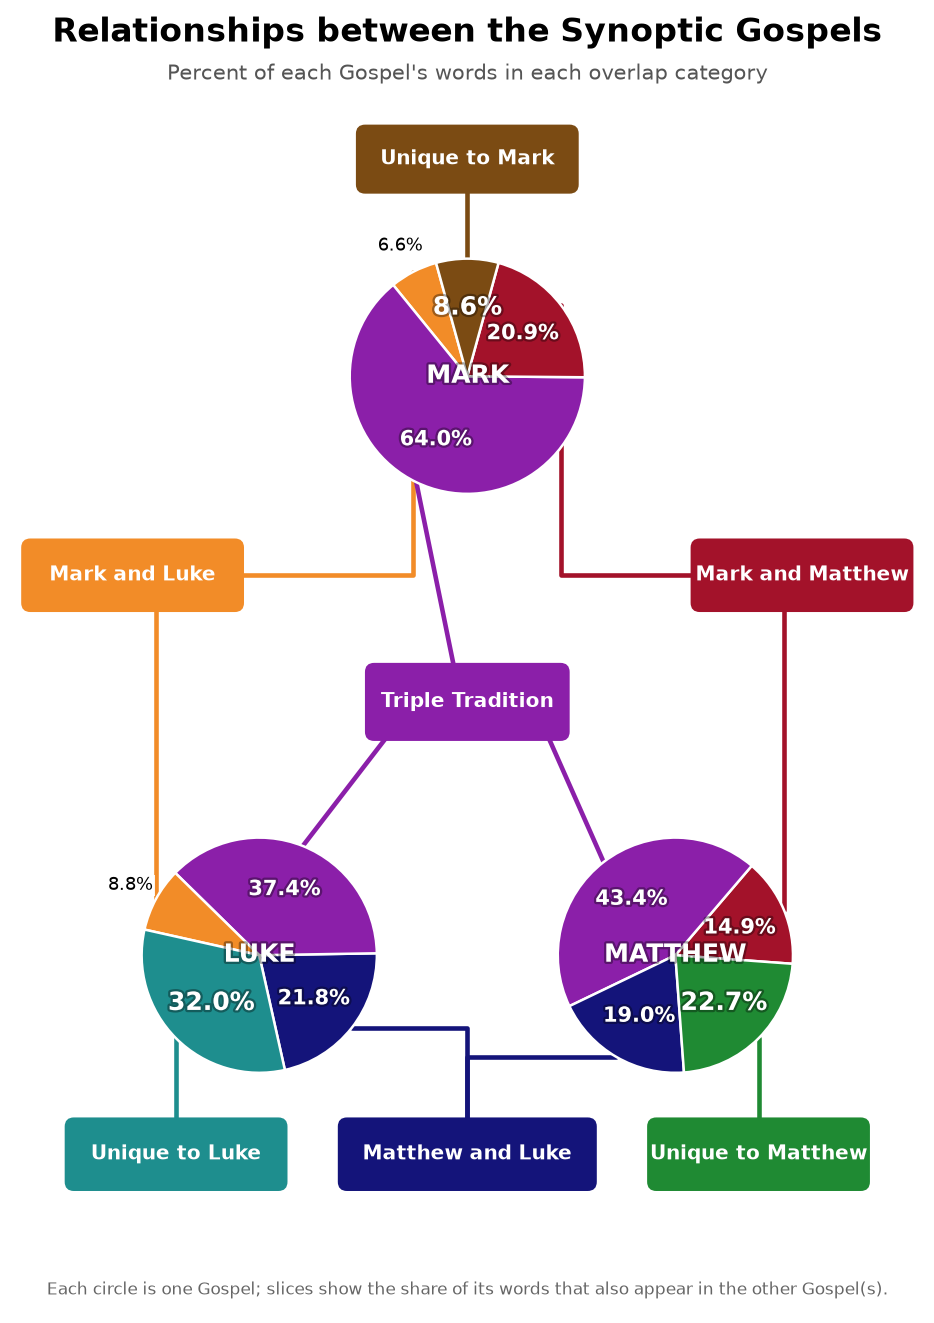 Relationships between the Synoptic Gospels
Percent of each Gospel's words in each overlap category
Unique to Mark
6.6%
8.6%
20.9%
MARK
64.0%
Mark and Luke
Mark and Matthew
Triple Tradition
8.8%
37.4%
LUKE
32.0%
21.8%
43.4%
14.9%
MATTHEW
19.0%
22.7%
Unique to Luke
Matthew and Luke
Unique to Matthew
Each circle is one Gospel; slices show the share of its words that also appear in the other Gospel(s).